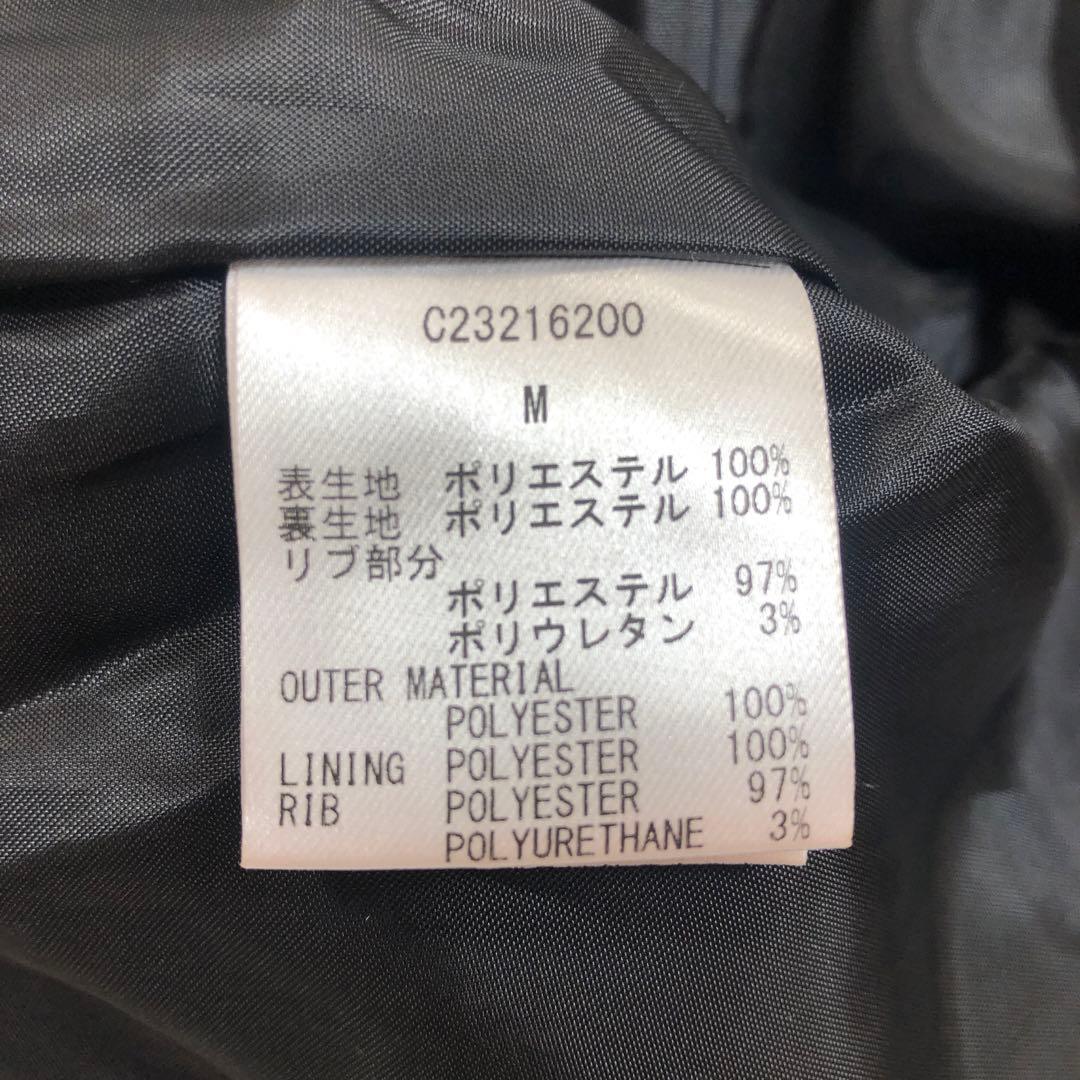 C23216200
M
表生地 ポリエステル 100%
裏生地 ポリエステル 100%
リブ部分
ポリエステル 97%
ポリウレタン 3%
OUTER MATERIAL
POLYESTER 100%
LINING POLYESTER 100%
RIB POLYESTER 97%
POLYURETHANE 3%